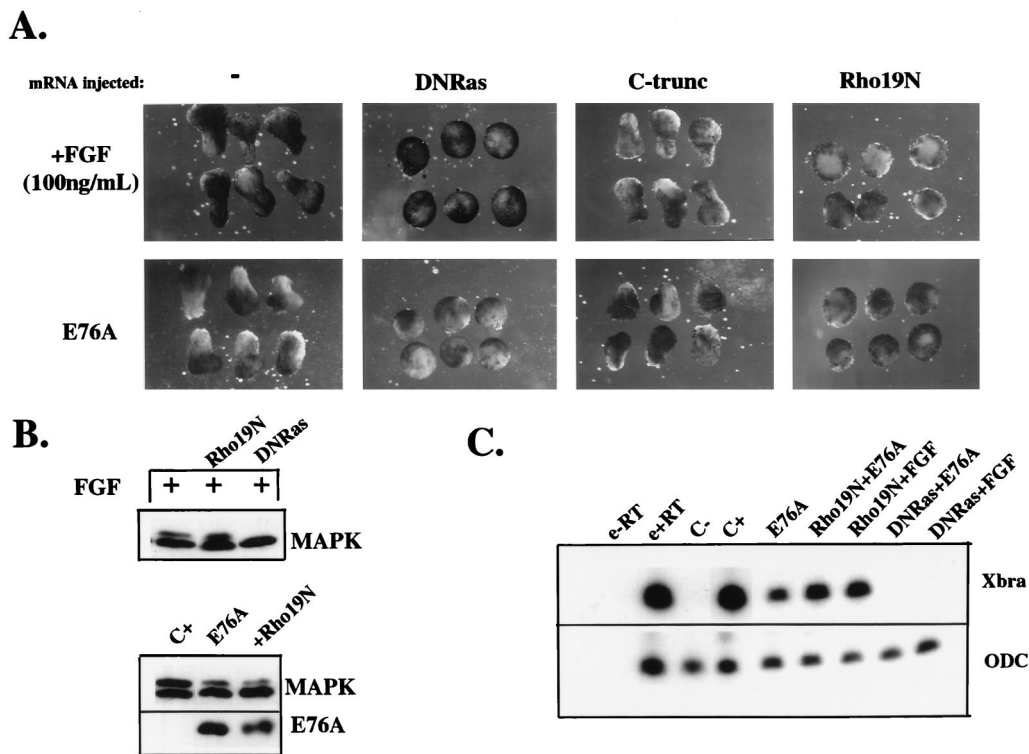 A.
mRNA injected: - DNRas C-trunc Rho19N
+FGF
(100ng/mL)
E76A
B.
Rho19N DNRas
FGF + + +
MAPK
C+ E76A +Rho19N
MAPK
E76A
C.
e-RT e+RT C- C+ E76A Rho19N+E76A Rho19N+FGF DNRas+E76A DNRas+FGF
Xbra
ODC